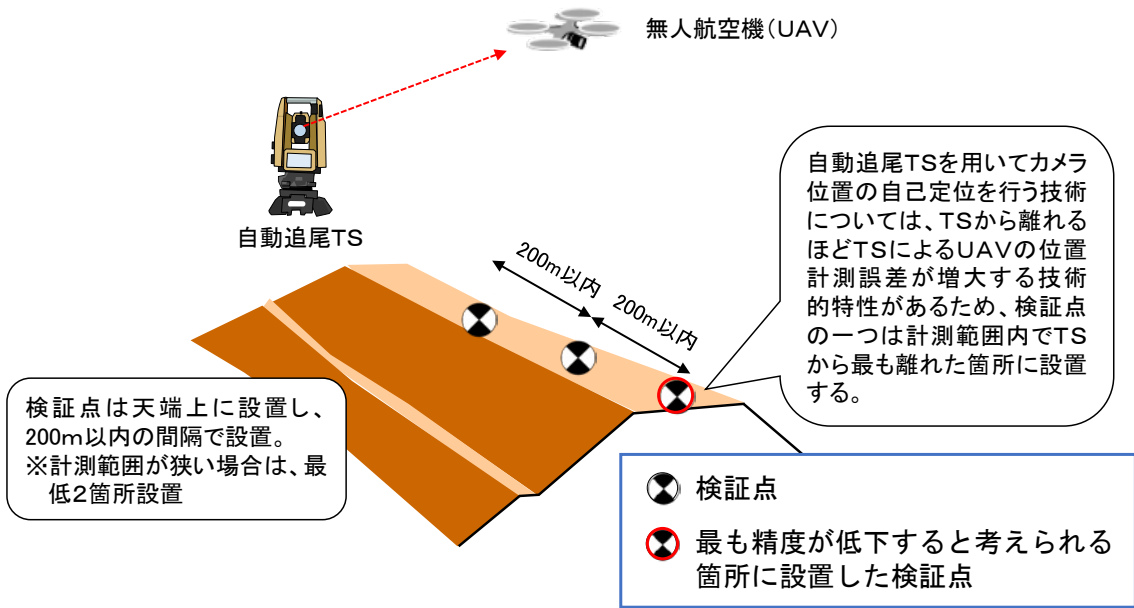 無人航空機（UAV）
自動追尾TS
自動追尾TSを用いてカメラ
位置の自己定位を行う技術
については、TSから離れる
ほどTSによるUAVの位置
計測誤差が増大する技術
的特性があるため、検証点
の一つは計測範囲内でTS
から最も離れた箇所に設置
する。
200m以内
200m以内
検証点は天端上に設置し、
200m以内の間隔で設置。
※計測範囲が狭い場合は、最
低2箇所設置
検証点
最も精度が低下すると考えられる
箇所に設置した検証点